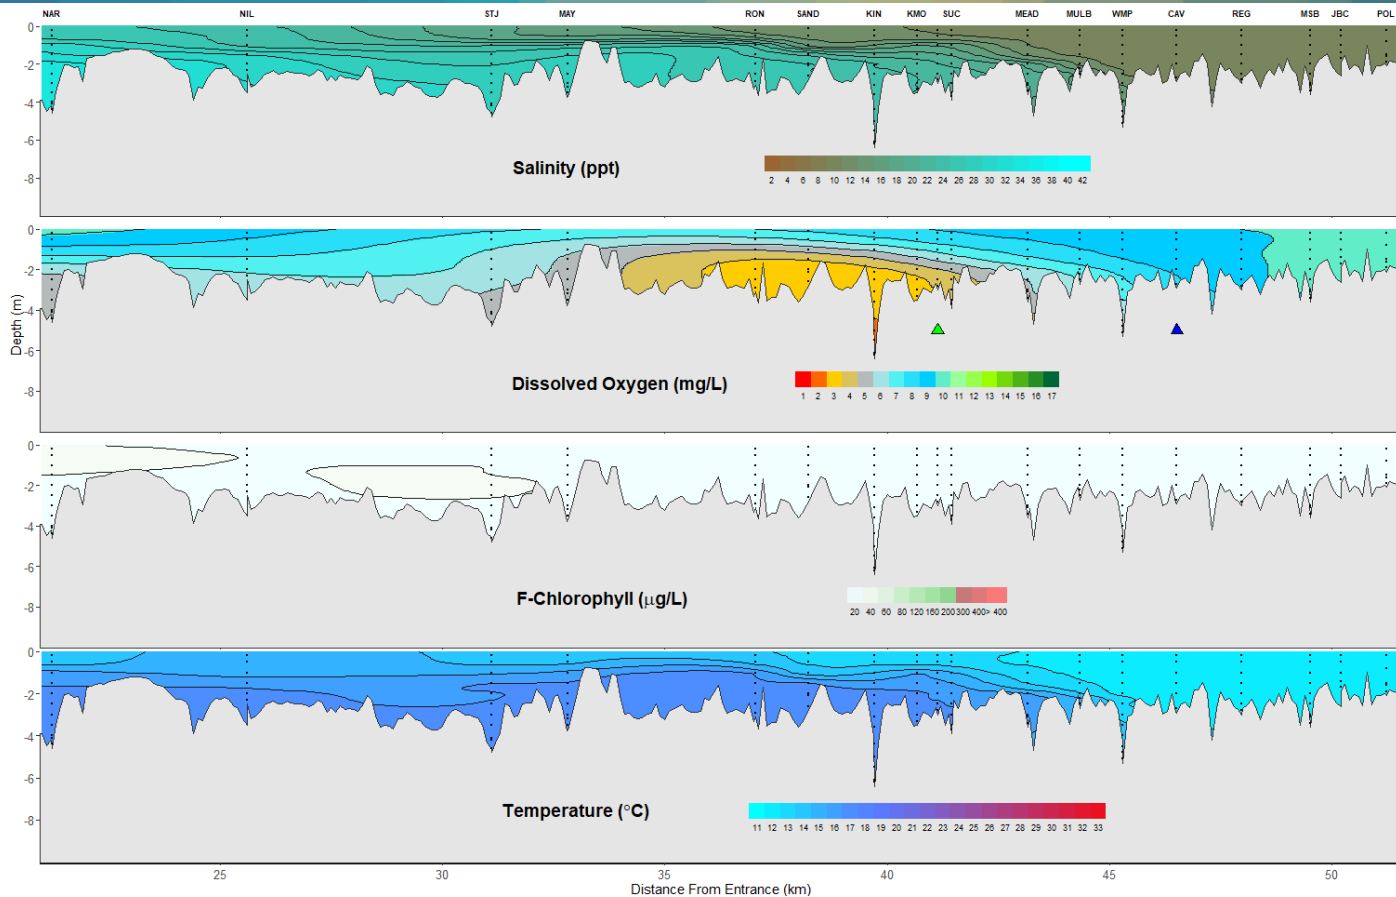 NAR NIL STJ MAY RON SAND KIN KMO SUC MEAD MULB WMP CAV REG MSB JBC POL
0
-2
-4
-6
-8
Salinity (ppt)
2 4 6 8 10 12 14 16 18 20 22 24 26 28 30 32 34 36 38 40 42
0
-2
-4
-6
-8
Depth (m)
Dissolved Oxygen (mg/L)
1 2 3 4 5 6 7 8 9 10 11 12 13 14 15 16 17
0
-2
-4
-6
-8
F-Chlorophyll (μg/L)
20 40 60 80 120 160 200 300 400 > 400
0
-2
-4
-6
-8
Temperature (°C)
11 12 13 14 15 16 17 18 19 20 21 22 23 24 25 26 27 28 29 30 31 32 33
25 30 35 40 45 50
Distance From Entrance (km)